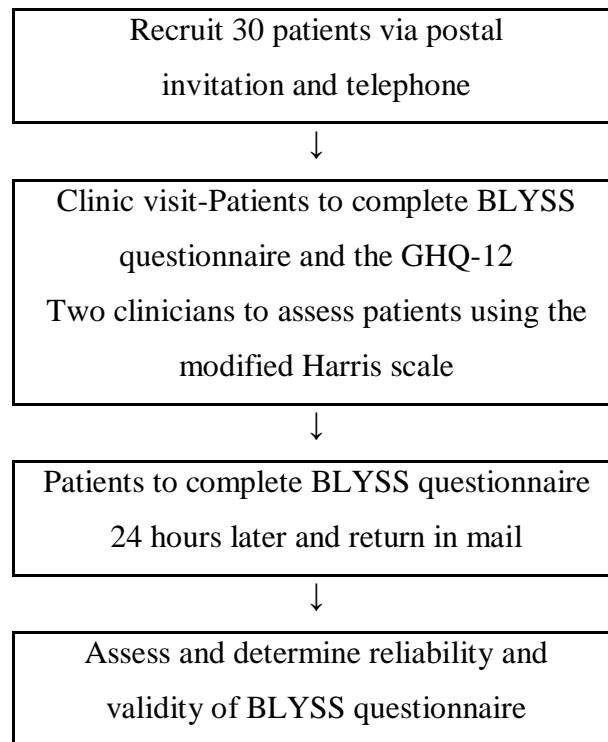 Recruit 30 patients via postal
invitation and telephone
↓
Clinic visit-Patients to complete BLYSS
questionnaire and the GHQ-12
Two clinicians to assess patients using the
modified Harris scale
↓
Patients to complete BLYSS questionnaire
24 hours later and return in mail
↓
Assess and determine reliability and
validity of BLYSS questionnaire